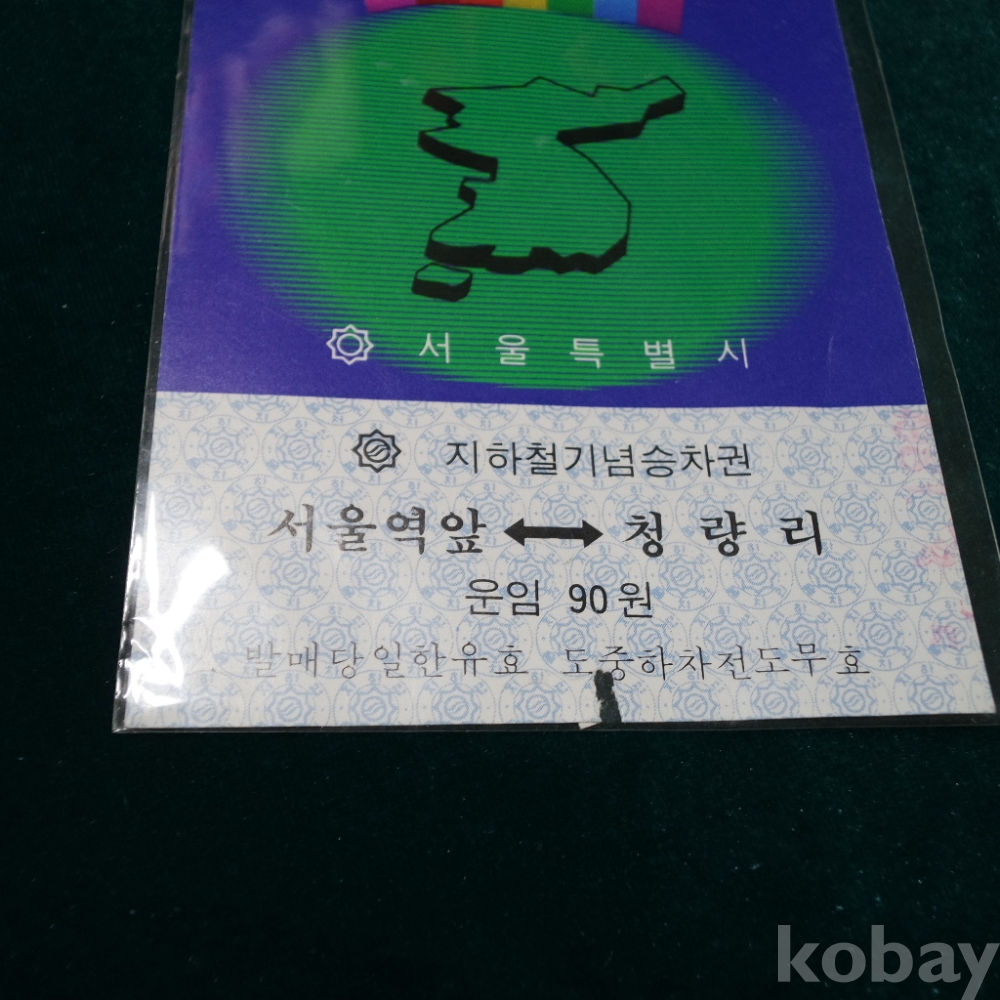 서울특별시
지하철기념승차권
서울역앞 ↔ 청량리
운임 90원
발매당일한유효 도중하차전도무효
kobay